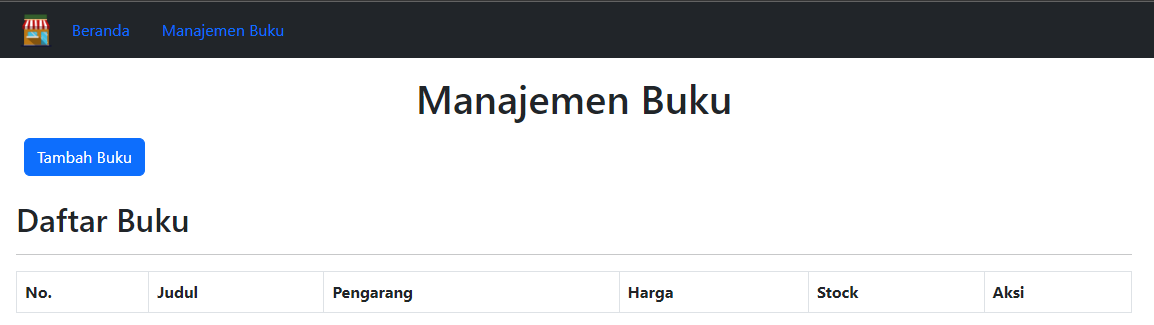 Beranda Manajemen Buku
Manajemen Buku
Tambah Buku
Daftar Buku
No. Judul Pengarang Harga Stock Aksi